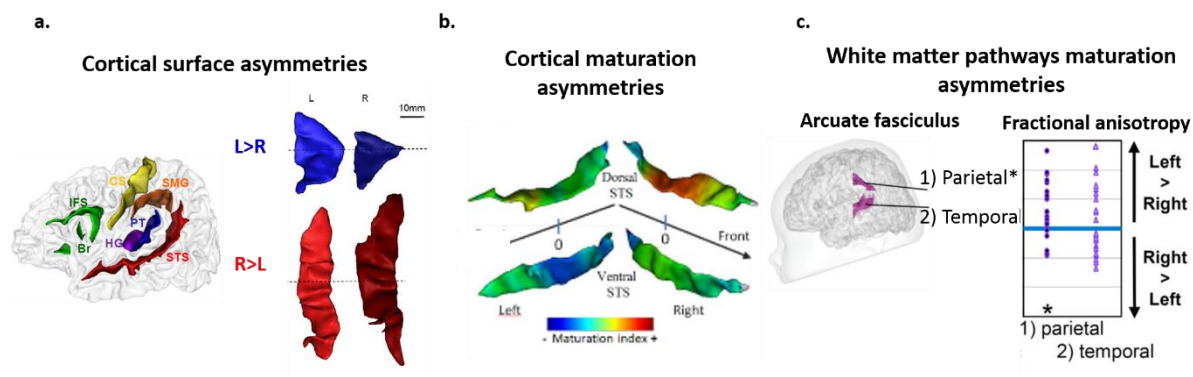 a.
Cortical surface asymmetries
L R
10mm
L>R
R>L
CS
SMG
IFS
PT
Br
HG
STS
b.
Cortical maturation
asymmetries
Dorsal
STS
0 0
Front
Ventral
STS
Left Right
- Maturation index +
c.
White matter pathways maturation
asymmetries
Arcuate fasciculus
1) Parietal*
2) Temporal
Fractional anisotropy
Left
>
Right
Right
>
Left
*
1) parietal
2) temporal